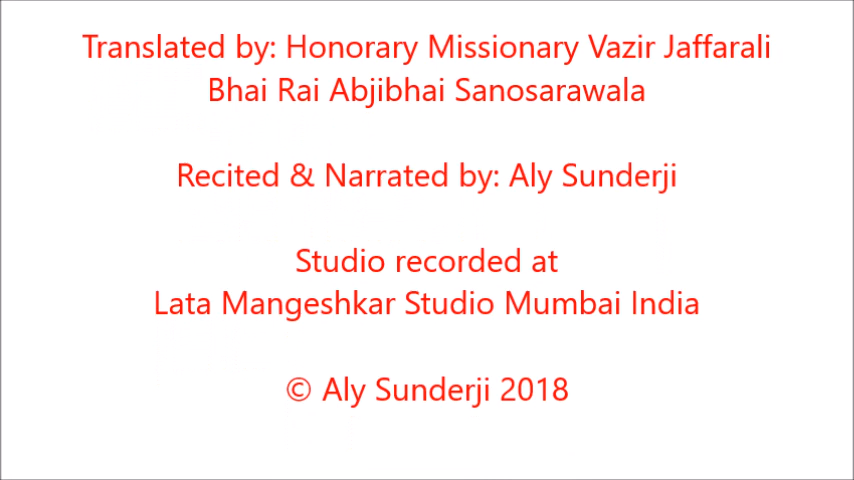 Translated by: Honorary Missionary Vazir Jaffarali
Bhai Rai Abjibhai Sanosarawala
Recited & Narrated by: Aly Sunderji
Studio recorded at
Lata Mangeshkar Studio Mumbai India
© Aly Sunderji 2018